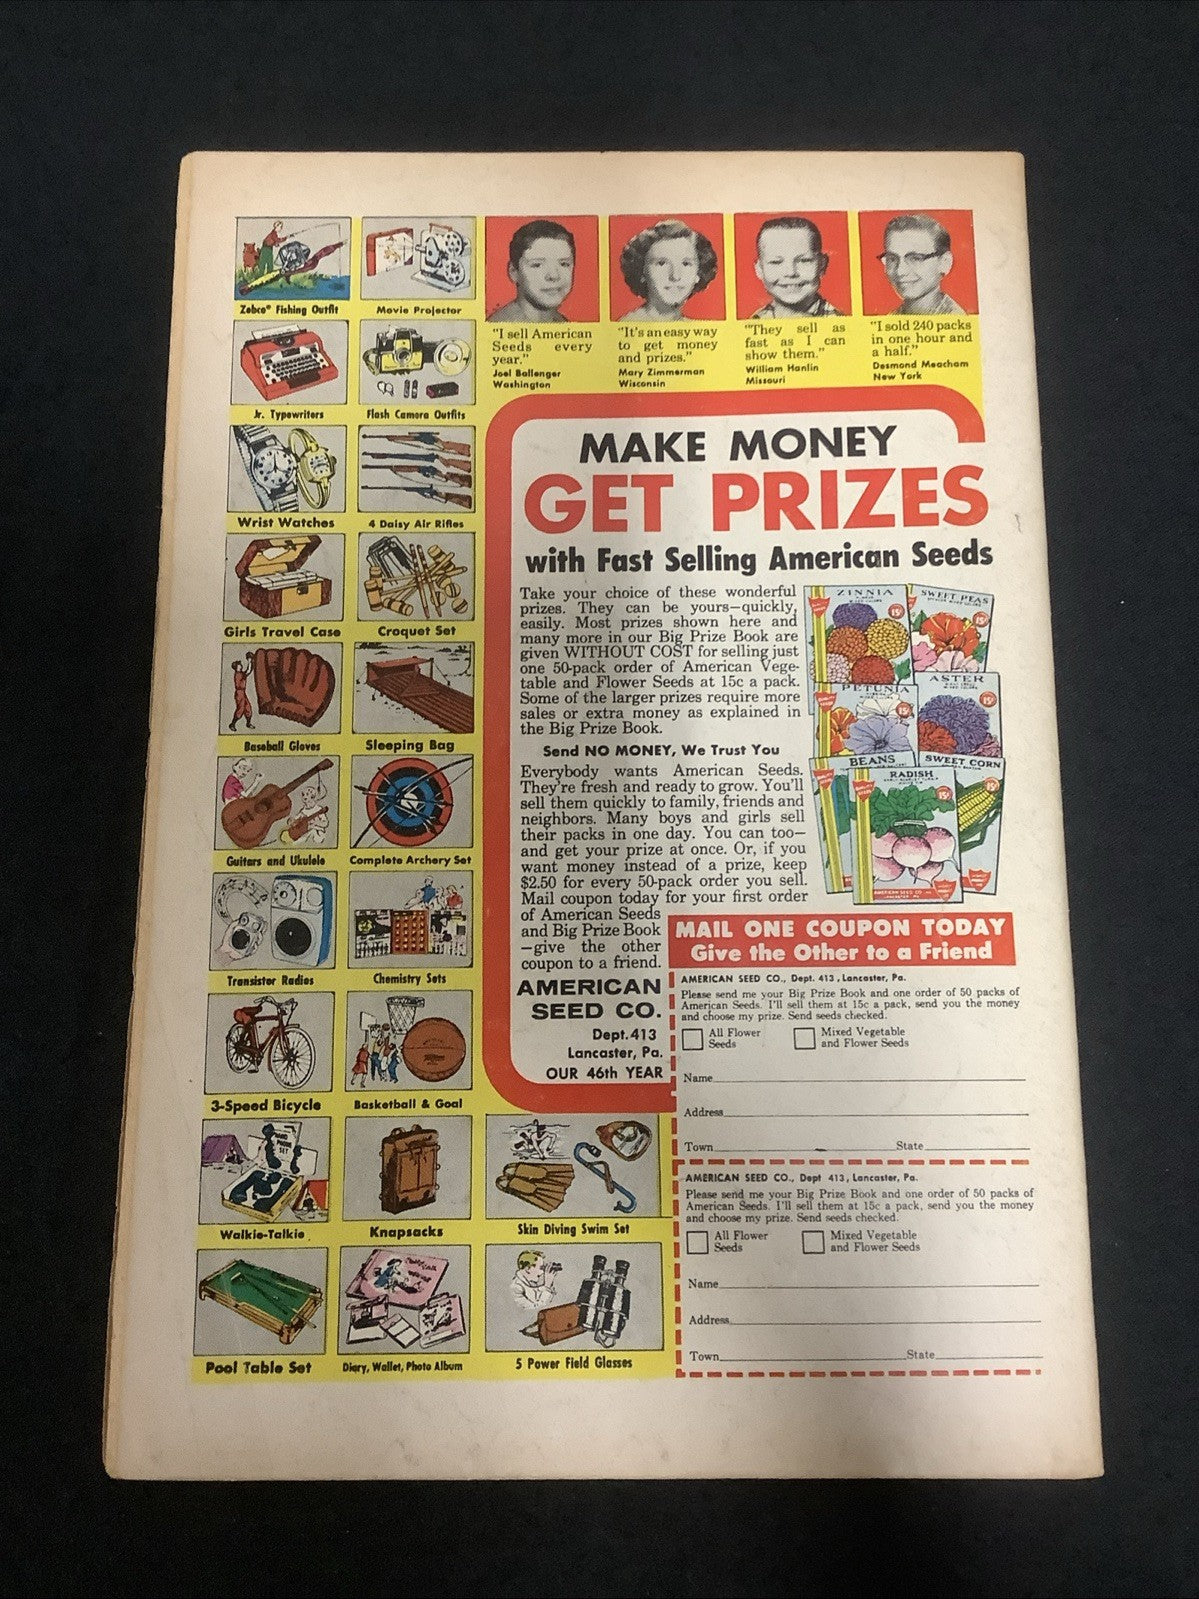 Zebco® Fishing Outfit
Movie Projector
Jr. Typewriters
Flash Camera Outfits
Wrist Watches
4 Daisy Air Rifles
Girls Travel Case
Croquet Set
Baseball Gloves
Sleeping Bag
Guitars and Ukulele
Complete Archery Set
Transistor Radios
Chemistry Sets
3-Speed Bicycle
Basketball & Goal
Walkie-Talkie
Knapsacks
Skin Diving Swim Set
Pool Table Set
Diary, Wallet, Photo Album
5 Power Field Glasses
"I sell American
Seeds every
year."
Joel Ballenger
Washington
"It's an easy way
to get money
and prizes."
Mary Zimmerman
Wisconsin
"They sell as
fast as I can
show them."
William Hanlin
Missouri
"I sold 240 packs
in one hour and
a half."
Desmond Meacham
New York
MAKE MONEY
GET PRIZES
with Fast Selling American Seeds
Take your choice of these wonderful
prizes. They can be yours—quickly,
easily. Most prizes shown here and
many more in our Big Prize Book are
given WITHOUT COST for selling just
one 50-pack order of American Vege-
table and Flower Seeds at 15c a pack.
Some of the larger prizes require more
sales or extra money as explained in
the Big Prize Book.
Send NO MONEY, We Trust You
Everybody wants American Seeds.
They're fresh and ready to grow. You'll
sell them quickly to family, friends and
neighbors. Many boys and girls sell
their packs in one day. You can too—
and get your prize at once. Or, if you
want money instead of a prize, keep
$2.50 for every 50-pack order you sell.
Mail coupon today for your first order
of American Seeds
and Big Prize Book
—give the other
coupon to a friend.
AMERICAN
SEED CO.
Dept. 413
Lancaster, Pa.
OUR 46th YEAR
ZINNIA
15¢
SWEET PEAS
15¢
PETUNIA
15¢
ASTER
15¢
BEANS
SWEET CORN
RADISH
15¢
AMERICAN SEED CO.
LANCASTER, PA.
MAIL ONE COUPON TODAY
Give the Other to a Friend
AMERICAN SEED CO., Dept. 413, Lancaster, Pa.
Please send me your Big Prize Book and one order of 50 packs of
American Seeds. I'll sell them at 15c a pack, send you the money
and choose my prize. Send seeds checked.
All Flower
Seeds
Mixed Vegetable
and Flower Seeds
Name
Address
Town State
AMERICAN SEED CO., Dept 413, Lancaster, Pa.
Please send me your Big Prize Book and one order of 50 packs of
American Seeds. I'll sell them at 15c a pack, send you the money
and choose my prize. Send seeds checked.
All Flower
Seeds
Mixed Vegetable
and Flower Seeds
Name
Address
Town State